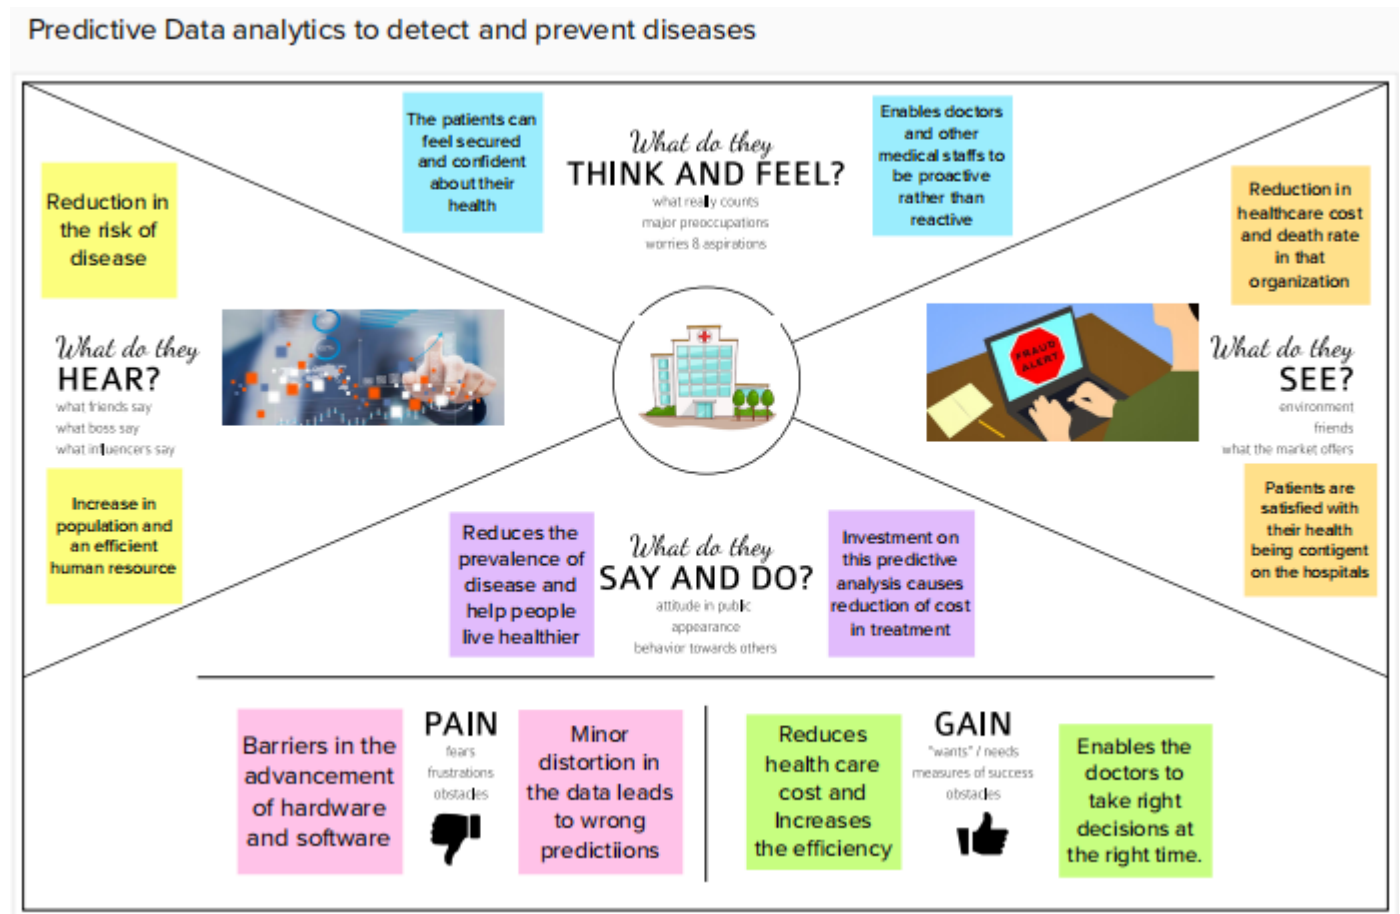 Predictive Data analytics to detect and prevent diseases
The patients can
feel secured
and confident
about their
health
What do they
THINK AND FEEL?
what really counts
major preoccupations
worries & aspirations
Enables doctors
and other
medical staffs to
be proactive
rather than
reactive
Reduction in
the risk of
disease
What do they
HEAR?
what friends say
what boss say
what influencers say
Increase in
population and
an efficient
human resource
FRAUD
ALERT
Reduction in
healthcare cost
and death rate
in that
organization
What do they
SEE?
environment
friends
what the market offers
Patients are
satisfied with
their health
being contigent
on the hospitals
Reduces the
prevalence of
disease and
help people
live healthier
What do they
SAY AND DO?
attitude in public
appearance
behavior towards others
Investment on
this predictive
analysis causes
reduction of cost
in treatment
Barriers in the
advancement
of hardware
and software
PAIN
fears
frustrations
obstacles
Minor
distortion in
the data leads
to wrong
predictiions
Reduces
health care
cost and
Increases
the efficiency
GAIN
"wants" / needs
measures of success
obstacles
Enables the
doctors to
take right
decisions at
the right time.